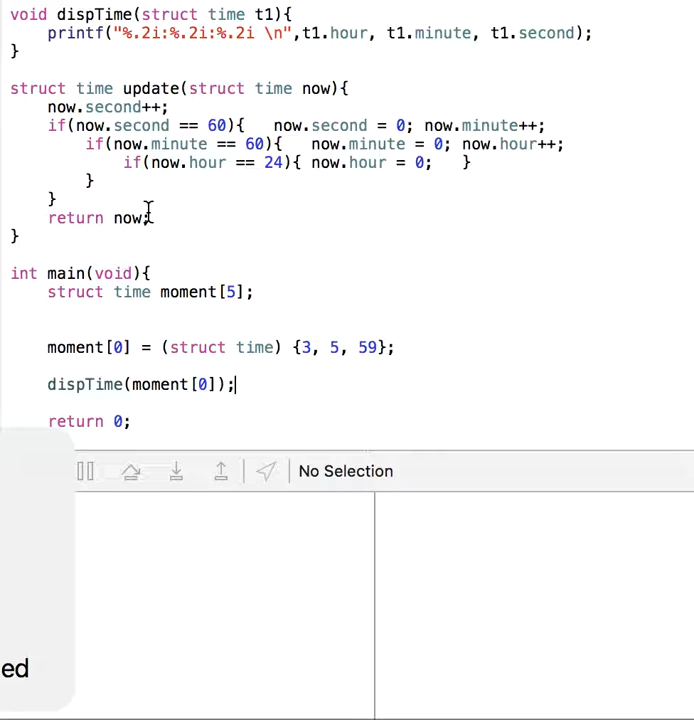 void dispTime(struct time t1){
    printf("%.2i:%.2i:%.2i \n",t1.hour, t1.minute, t1.second);
}
struct time update(struct time now){
    now.second++;
    if(now.second == 60){   now.second = 0; now.minute++;
        if(now.minute == 60){   now.minute = 0; now.hour++;
            if(now.hour == 24){ now.hour = 0;   }
        }
    }
    return now;
}
int main(void){
    struct time moment[5];
    moment[0] = (struct time) {3, 5, 59};
    dispTime(moment[0]);
    return 0;
No Selection
ed